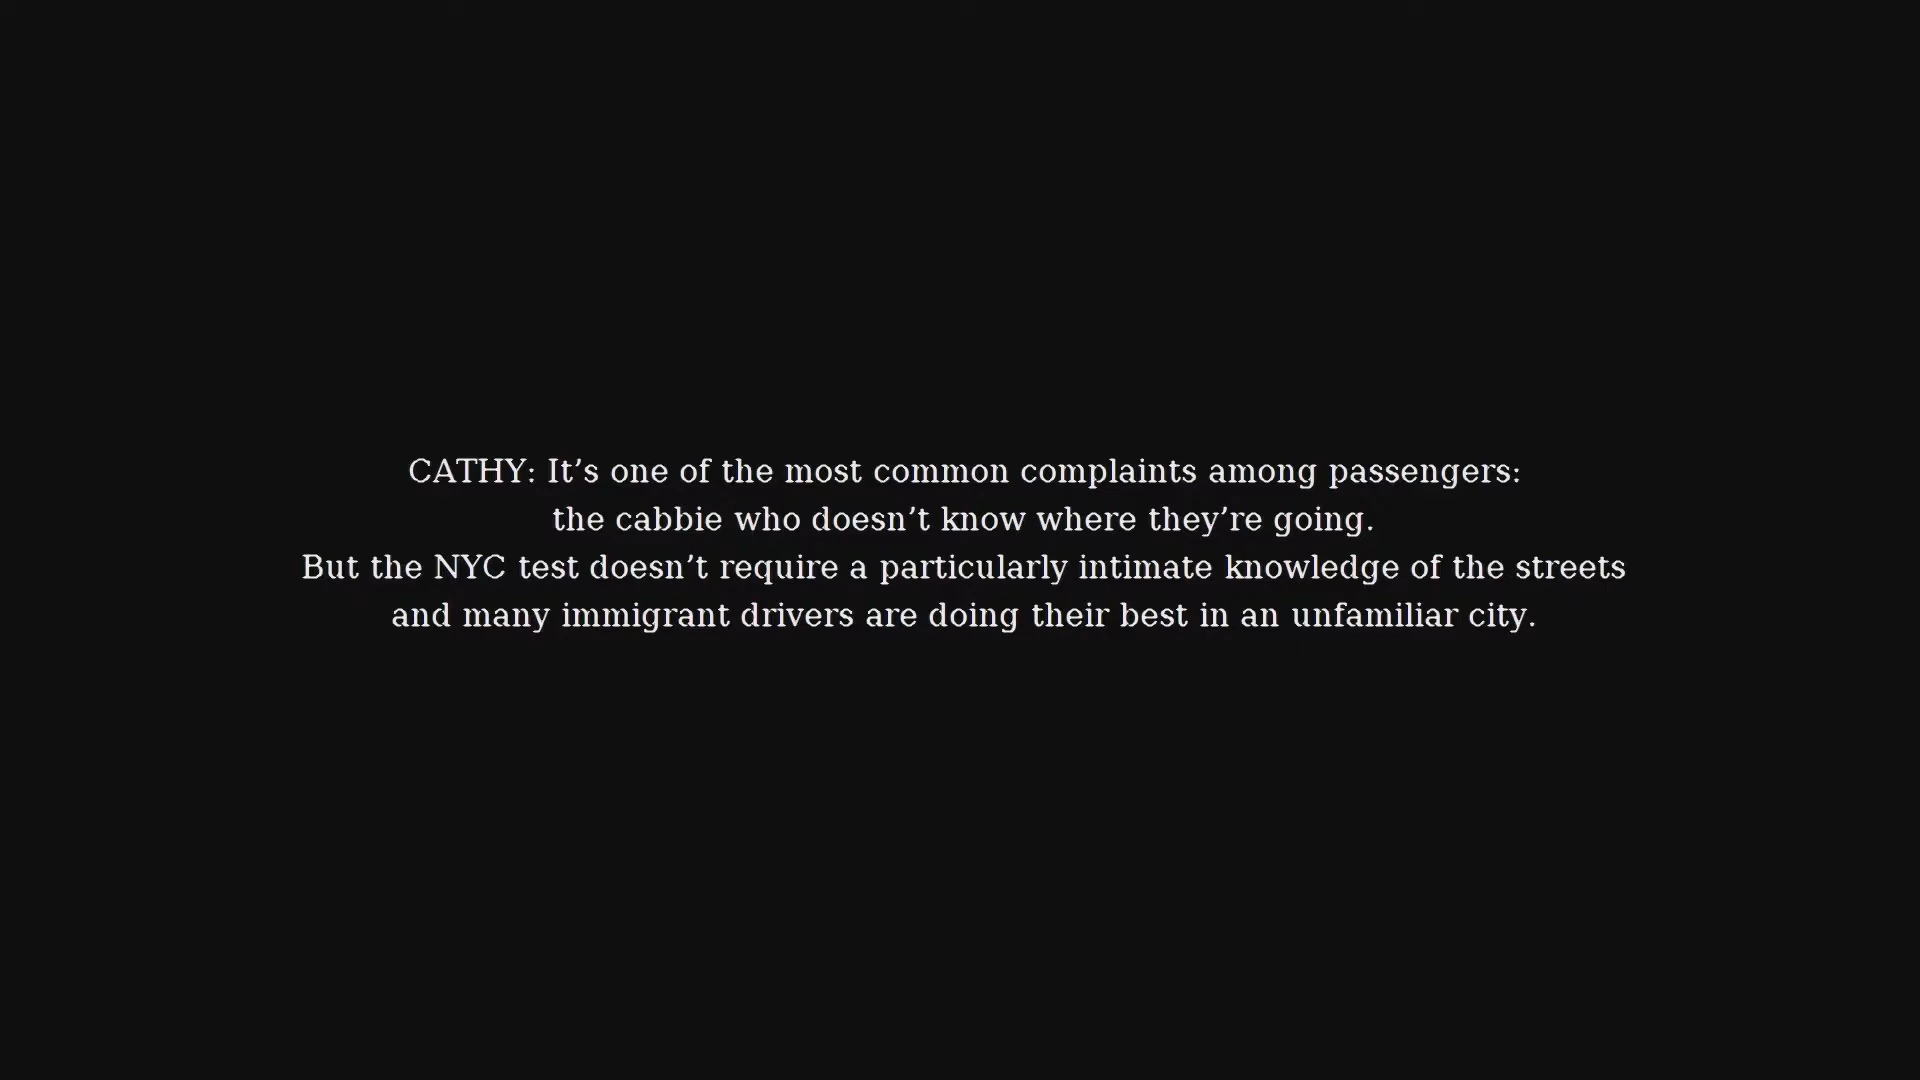 CATHY: It’s one of the most common complaints among passengers:
the cabbie who doesn’t know where they’re going.
But the NYC test doesn’t require a particularly intimate knowledge of the streets
and many immigrant drivers are doing their best in an unfamiliar city.